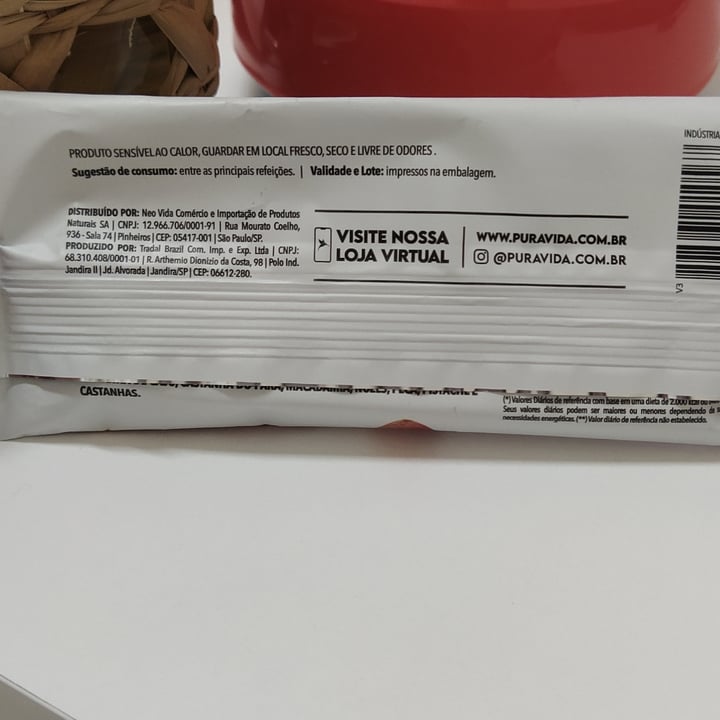 PRODUTO SENSÍVEL AO CALOR, GUARDAR EM LOCAL FRESCO, SECO E LIVRE DE ODORES.
Sugestão de consumo: entre as principais refeições. | Validade e Lote: impressos na embalagem.
DISTRIBUÍDO POR: Neo Vida Comércio e Importação de Produtos
Naturais SA | CNPJ: 12.966.706/0001-91 | Rua Mourato Coelho,
936 - Sala 74 | Pinheiros | CEP: 05417-001 | São Paulo/SP.
PRODUZIDO POR: Tradal Brazil Com. Imp. e Exp. Ltda | CNPJ:
68.310.408/0001-01 | R. Arthemio Dionizio da Costa, 98 | Polo Ind.
Jandira II | Jd. Alvorada | Jandira/SP | CEP: 06612-280.
VISITE NOSSA
LOJA VIRTUAL
WWW.PURAVIDA.COM.BR
@PURAVIDA.COM.BR
INDÚSTRIA
V3
CASTANHAS.
(*) Valores Diários de referência com base em uma dieta de 2.000 kcal ou
Seus valores diários podem ser maiores ou menores dependendo de
necessidades energéticas. (**) Valor diário de referência não estabelecido.